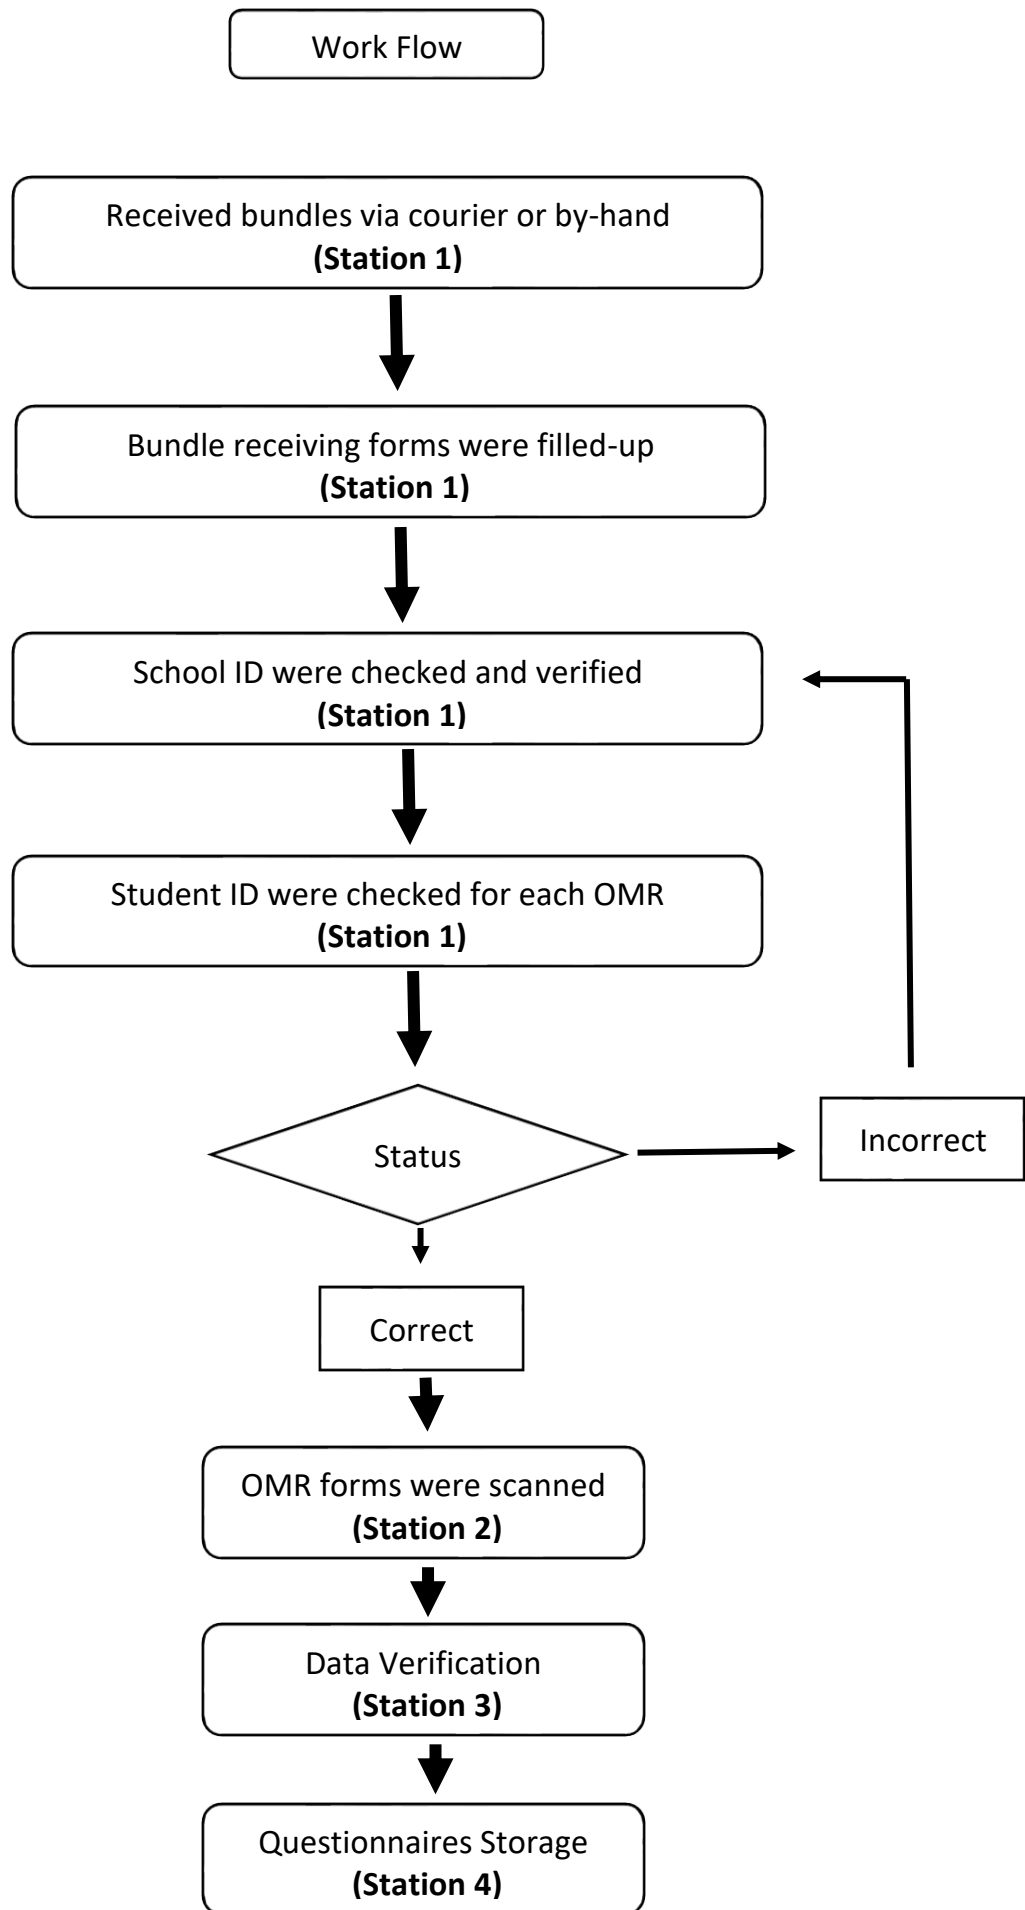 Work Flow
Received bundles via courier or by-hand
(Station 1)
Bundle receiving forms were filled-up
(Station 1)
School ID were checked and verified
(Station 1)
Student ID were checked for each OMR
(Station 1)
Status
Incorrect
Correct
OMR forms were scanned
(Station 2)
Data Verification
(Station 3)
Questionnaires Storage
(Station 4)